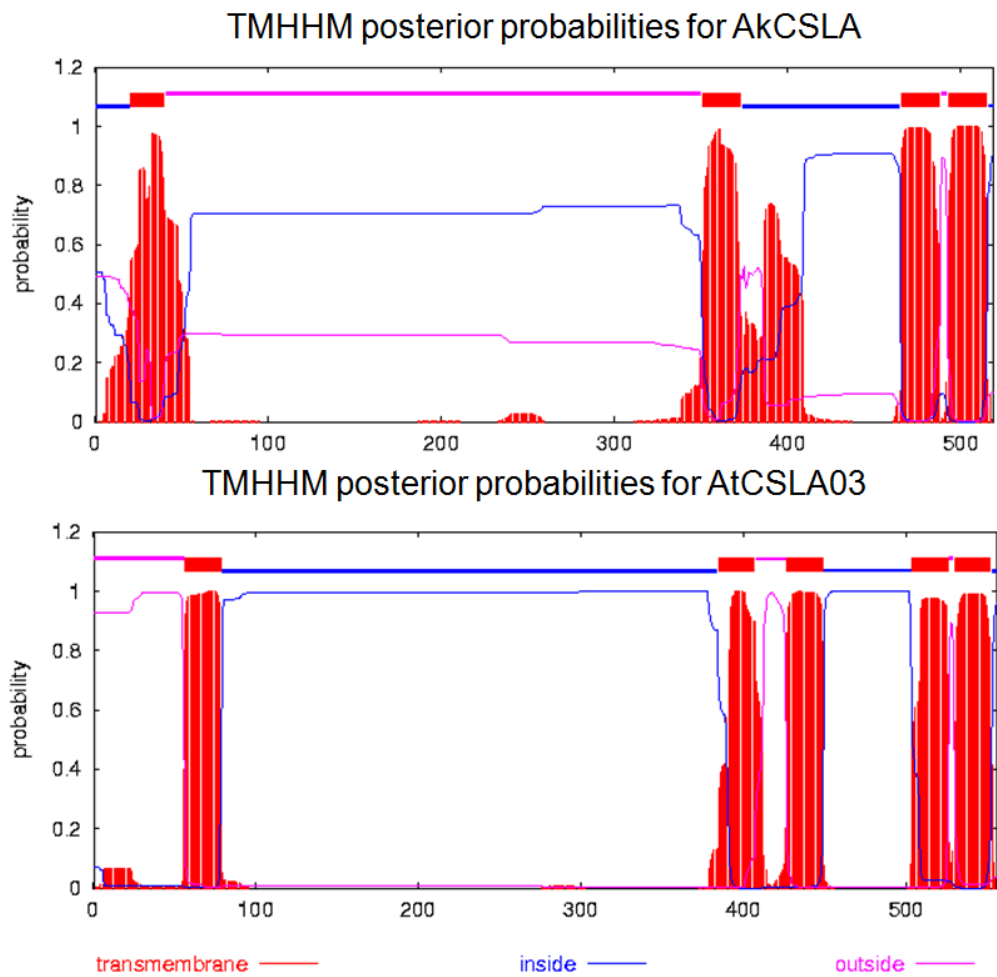 TMHHM posterior probabilities for AkCSLA
1.2
1
0.8
0.6
0.4
0.2
0
probability
0 100 200 300 400 500
TMHHM posterior probabilities for AtCSLA03
1.2
1
0.8
0.6
0.4
0.2
0
probability
0 100 200 300 400 500
transmembrane inside outside